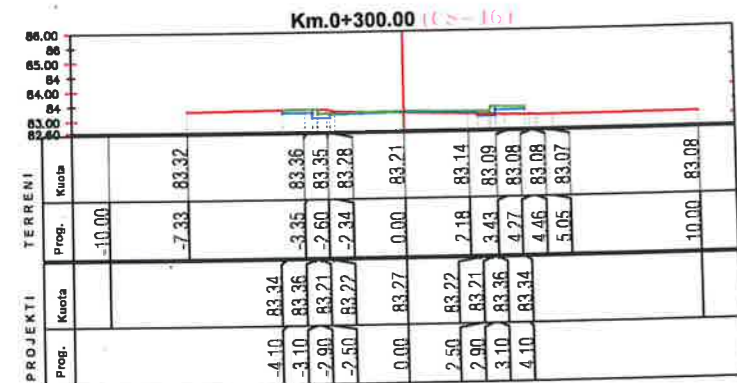 Km.0+300.00 (Cs-16)
86.00
86
85.00
85
84.00
84
83.00
82.60
TERRENI
Kuota
83.32 83.36 83.35 83.28 83.21 83.14 83.09 83.08 83.08 83.07 83.08
Prog.
-10.00 -7.33 -3.35 -2.60 -2.34 0.00 2.18 3.43 4.27 4.46 5.05 10.00
PROJEKTI
Kuota
83.34 83.36 83.21 83.22 83.27 83.22 83.21 83.36 83.34
Prog.
-4.10 -3.10 -2.90 -2.50 0.00 2.50 2.90 3.10 4.10